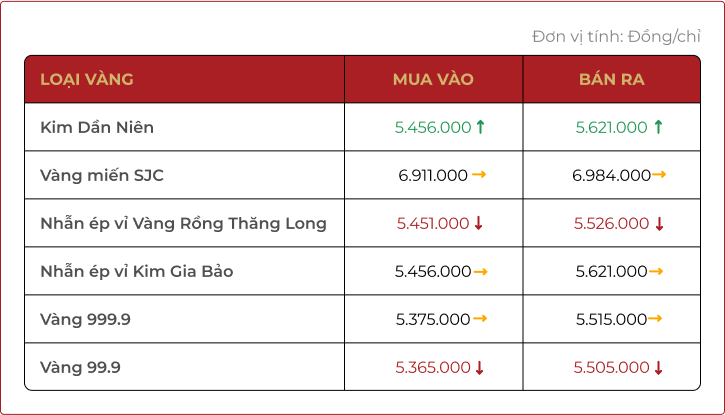 Đơn vị tính: Đồng/chỉ
LOẠI VÀNG MUA VÀO BÁN RA
Kim Dần Niên 5.456.000 ↑ 5.621.000 ↑
Vàng miến SJC 6.911.000 → 6.984.000 →
Nhẫn ép vỉ Vàng Rồng Thăng Long 5.451.000 ↓ 5.526.000 ↓
Nhẫn ép vỉ Kim Gia Bảo 5.456.000 → 5.621.000 →
Vàng 999.9 5.375.000 → 5.515.000 →
Vàng 99.9 5.365.000 ↓ 5.505.000 ↓